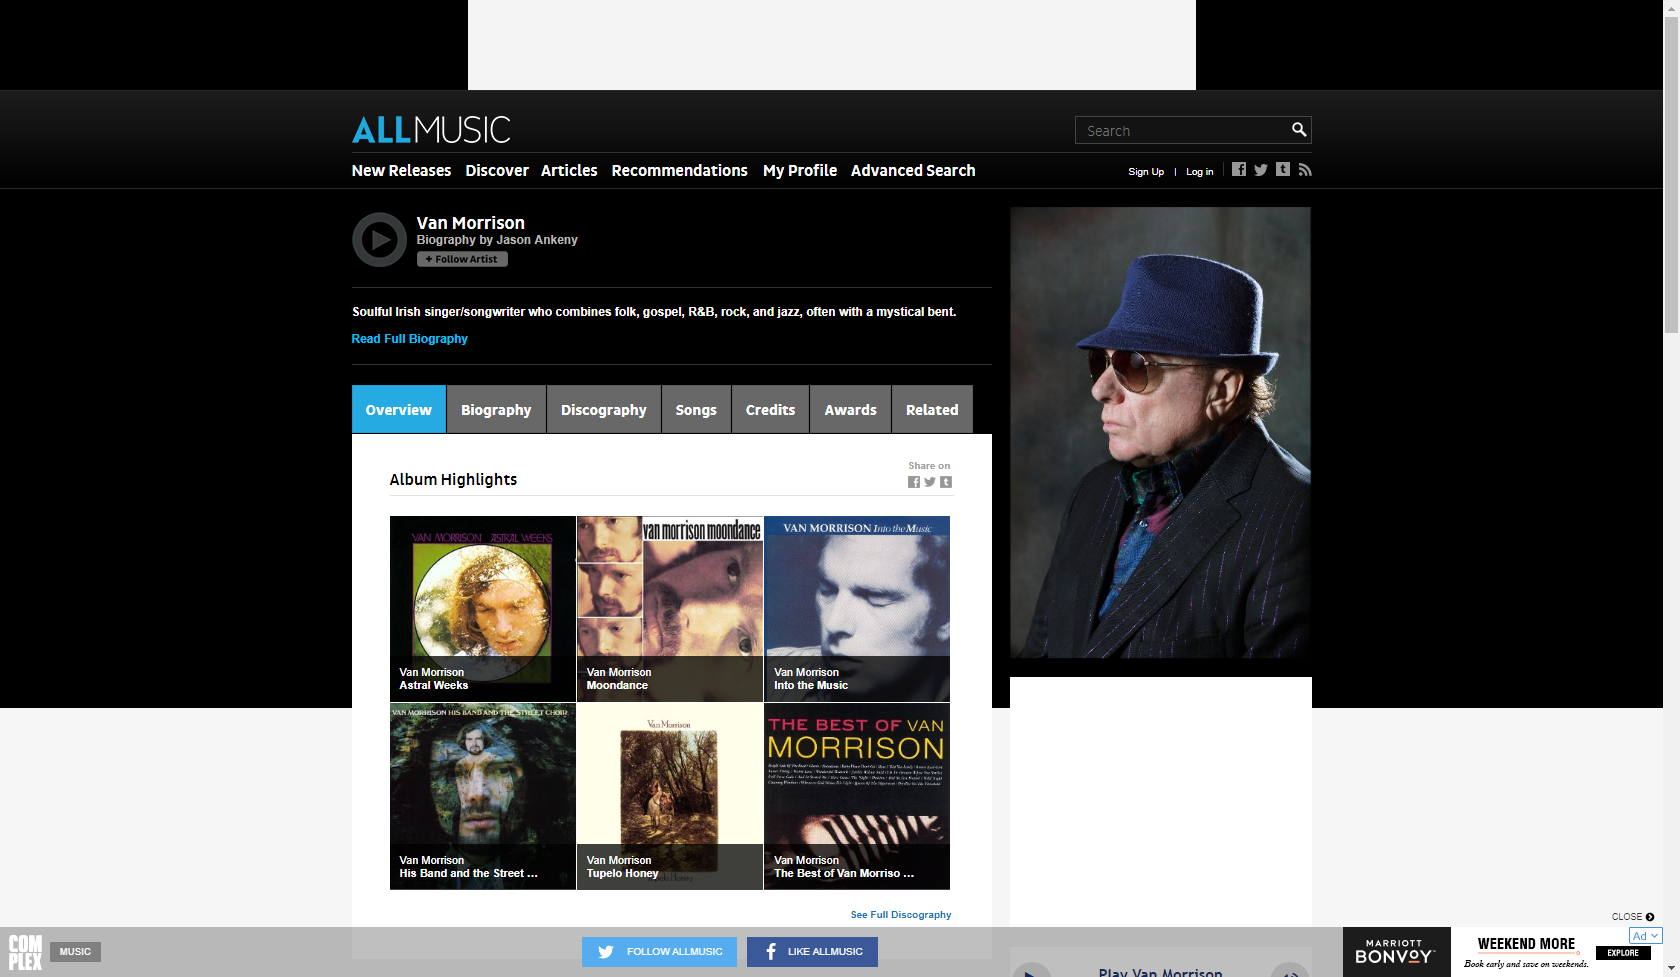 ALLMUSIC
Search
New Releases Discover Articles Recommendations My Profile Advanced Search
Sign Up | Log in
Van Morrison
Biography by Jason Ankeny
+ Follow Artist
Soulful Irish singer/songwriter who combines folk, gospel, R&B, rock, and jazz, often with a mystical bent.
Read Full Biography
Overview Biography Discography Songs Credits Awards Related
Share on
Album Highlights
VAN MORRISON ASTRAL WEEKS
Van Morrison
Astral Weeks
van morrison moondance
Van Morrison
Moondance
VAN MORRISON Into the Music
Van Morrison
Into the Music
VAN MORRISON HIS BAND AND THE STREET CHOIR
Van Morrison
His Band and the Street ...
Van Morrison
Van Morrison
Tupelo Honey
Tupelo Honey
THE BEST OF VAN
MORRISON
Van Morrison
The Best of Van Morriso ...
See Full Discography
Play Van Morrison
CLOSE
COM
PLEX
MUSIC
FOLLOW ALLMUSIC
LIKE ALLMUSIC
MARRIOTT
BONVOY
WEEKEND MORE
Book early and save on weekends.
EXPLORE
Ad